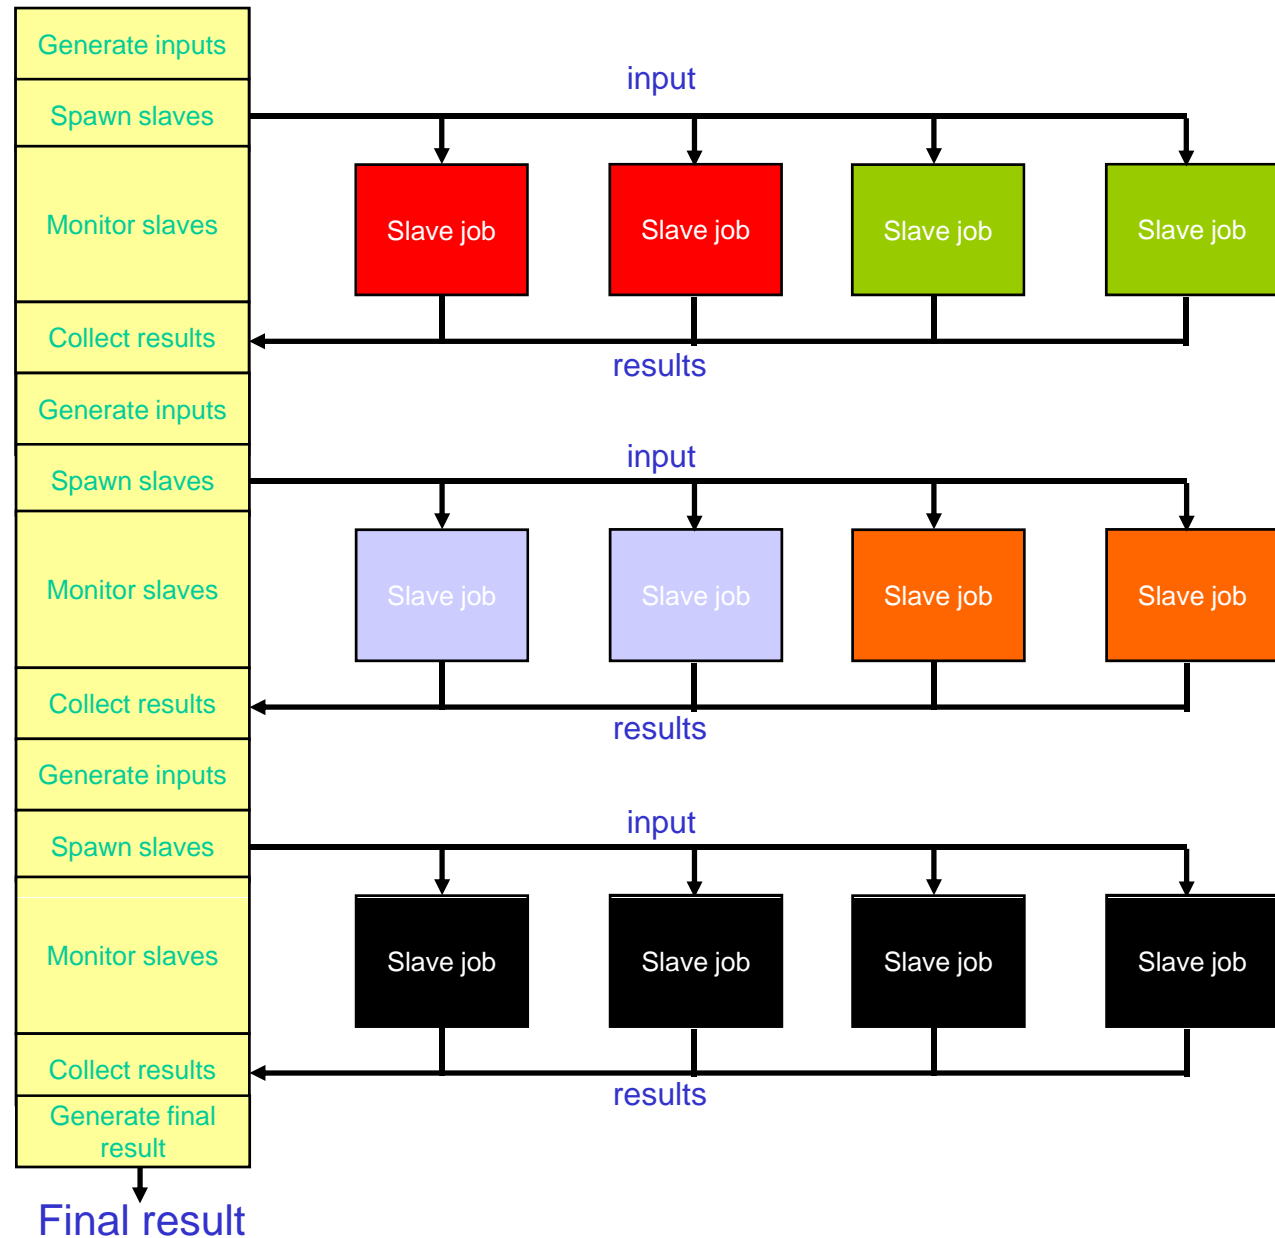 Generate inputs
input
Spawn slaves
Monitor slaves
Slave job
Slave job
Slave job
Slave job
Collect results
results
Generate inputs
input
Spawn slaves
Monitor slaves
Slave job
Slave job
Slave job
Slave job
Collect results
results
Generate inputs
input
Spawn slaves
Monitor slaves
Slave job
Slave job
Slave job
Slave job
Collect results
results
Generate final
result
Final result